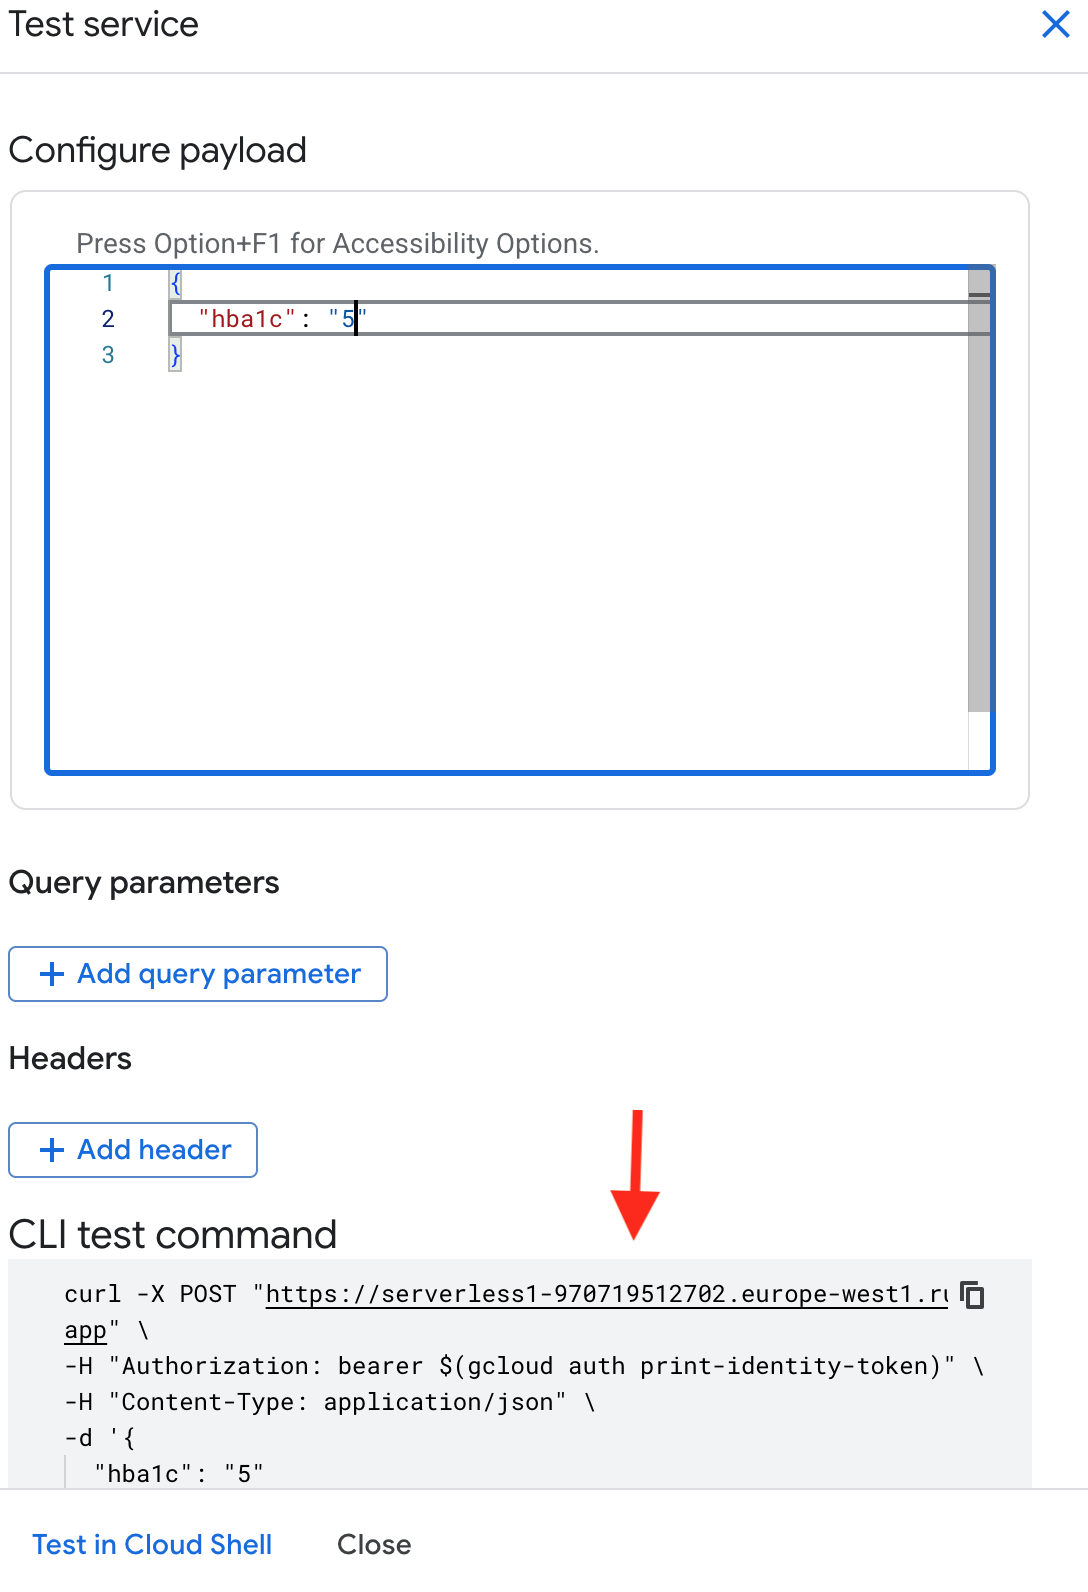 Test service
Configure payload
Press Option+F1 for Accessibility Options.
1 {
2 "hba1c": "5"
3 }
Query parameters
+ Add query parameter
Headers
+ Add header
CLI test command
curl -X POST "https://serverless1-970719512702.europe-west1.ru
app" \
-H "Authorization: bearer $(gcloud auth print-identity-token)" \
-H "Content-Type: application/json" \
-d '{
"hba1c": "5"
Test in Cloud Shell Close